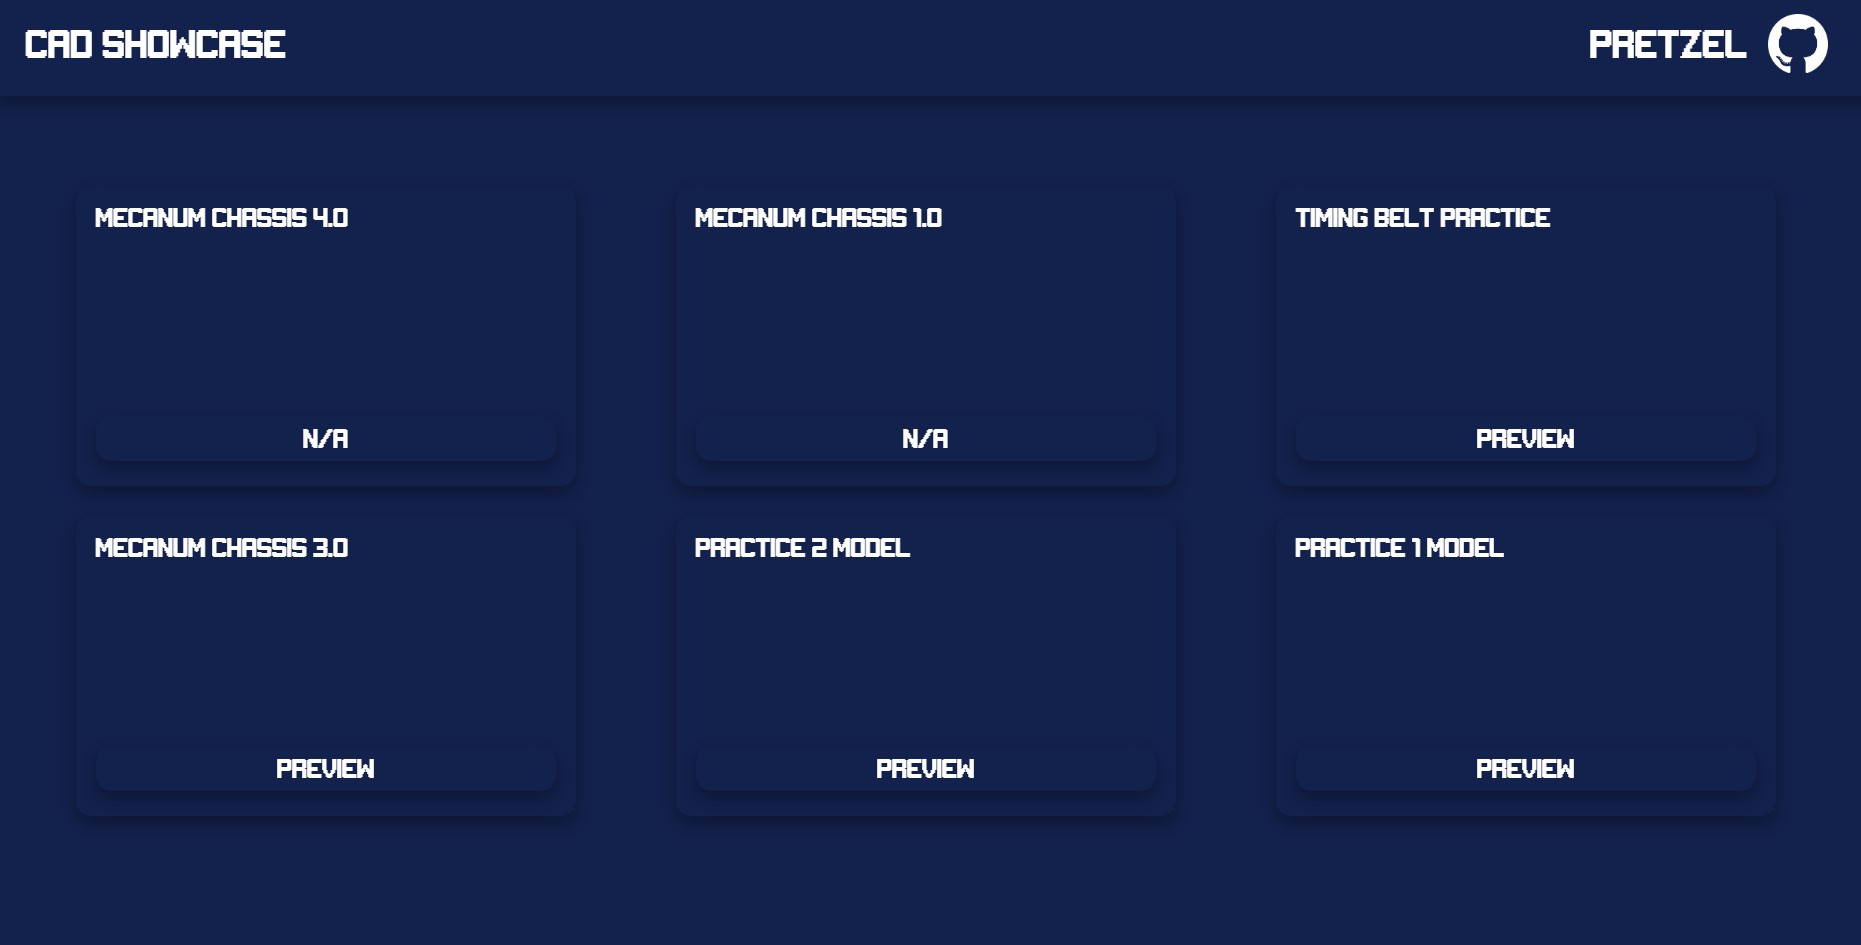 CAD SHOWCASE
PRETZEL
MECANUM CHASSIS 4.0
MECANUM CHASSIS 1.0
TIMING BELT PRACTICE
N/A
N/A
PREVIEW
MECANUM CHASSIS 3.0
PRACTICE 2 MODEL
PRACTICE 1 MODEL
PREVIEW
PREVIEW
PREVIEW